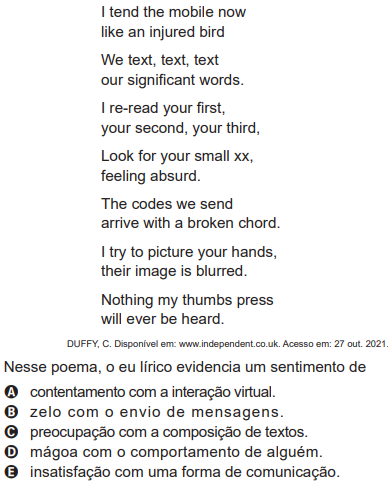 I tend the mobile now
like an injured bird
We text, text, text
our significant words.
I re-read your first,
your second, your third,
Look for your small xx,
feeling absurd.
The codes we send
arrive with a broken chord.
I try to picture your hands,
their image is blurred.
Nothing my thumbs press
will ever be heard.
DUFFY, C. Disponível em: www.independent.co.uk. Acesso em: 27 out. 2021.
Nesse poema, o eu lírico evidencia um sentimento de
A contentamento com a interação virtual.
B zelo com o envio de mensagens.
C preocupação com a composição de textos.
D mágoa com o comportamento de alguém.
E insatisfação com uma forma de comunicação.